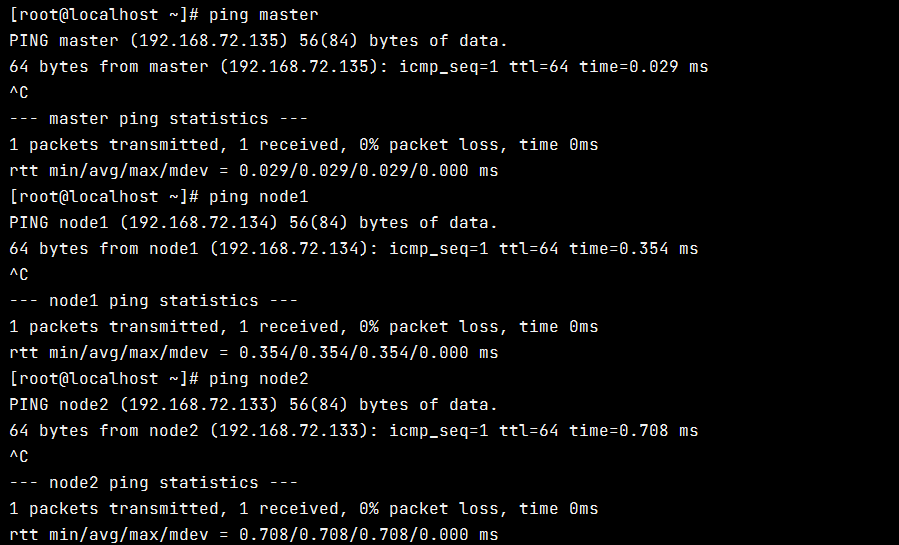 [root@localhost ~]# ping master
PING master (192.168.72.135) 56(84) bytes of data.
64 bytes from master (192.168.72.135): icmp_seq=1 ttl=64 time=0.029 ms
^C
--- master ping statistics ---
1 packets transmitted, 1 received, 0% packet loss, time 0ms
rtt min/avg/max/mdev = 0.029/0.029/0.029/0.000 ms
[root@localhost ~]# ping node1
PING node1 (192.168.72.134) 56(84) bytes of data.
64 bytes from node1 (192.168.72.134): icmp_seq=1 ttl=64 time=0.354 ms
^C
--- node1 ping statistics ---
1 packets transmitted, 1 received, 0% packet loss, time 0ms
rtt min/avg/max/mdev = 0.354/0.354/0.354/0.000 ms
[root@localhost ~]# ping node2
PING node2 (192.168.72.133) 56(84) bytes of data.
64 bytes from node2 (192.168.72.133): icmp_seq=1 ttl=64 time=0.708 ms
^C
--- node2 ping statistics ---
1 packets transmitted, 1 received, 0% packet loss, time 0ms
rtt min/avg/max/mdev = 0.708/0.708/0.708/0.000 ms